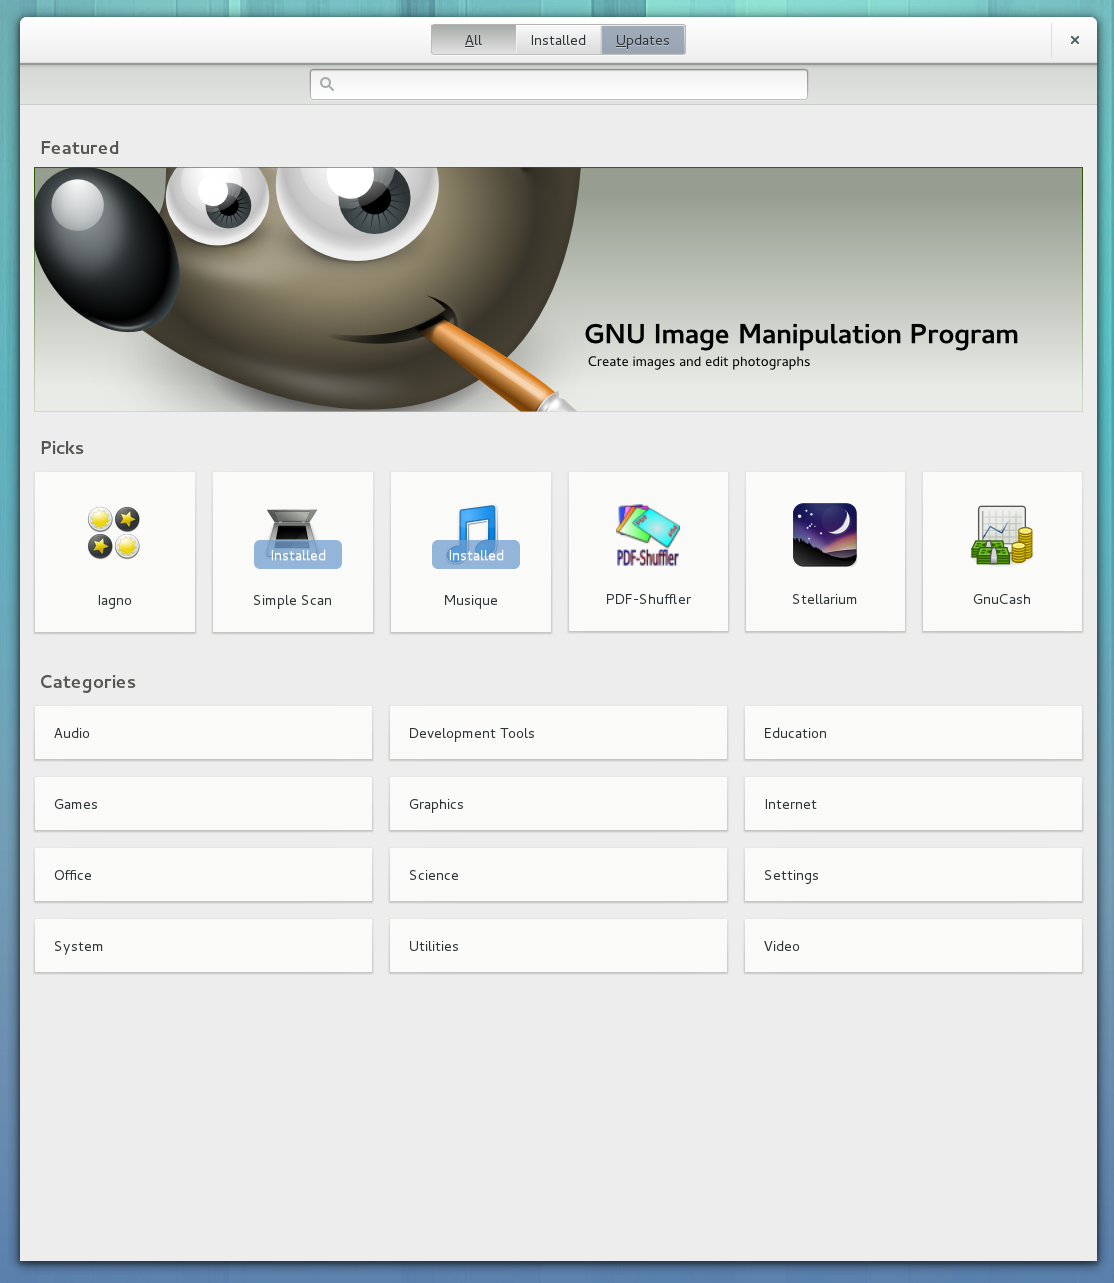 All Installed Updates
Featured
GNU Image Manipulation Program
Create images and edit photographs
Picks
Installed Installed PDF-Shuffler
Iagno Simple Scan Musique PDF-Shuffler Stellarium GnuCash
Categories
Audio Development Tools Education
Games Graphics Internet
Office Science Settings
System Utilities Video